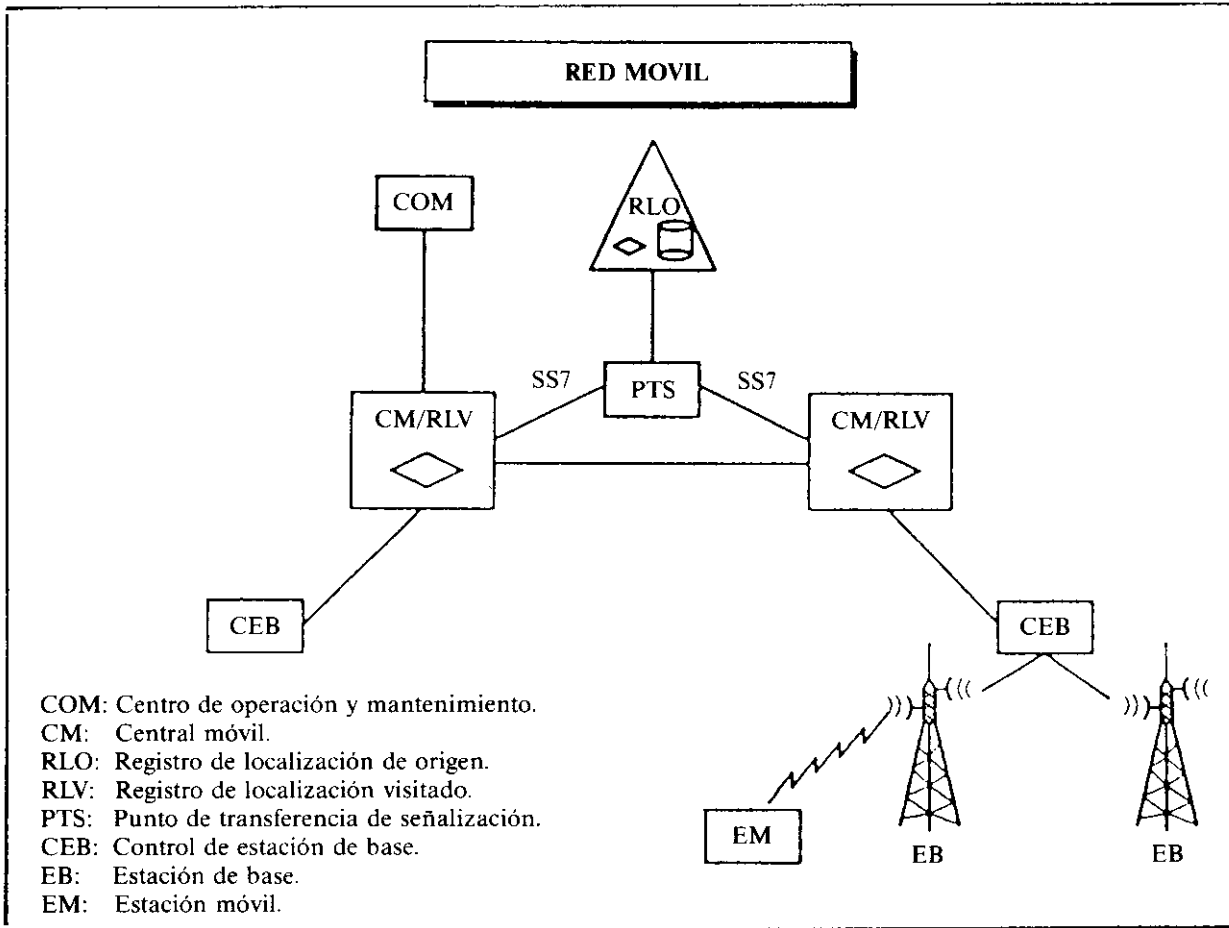 RED MOVIL
COM
RLO
SS7
PTS
SS7
CM/RLV
CM/RLV
CEB
CEB
COM: Centro de operación y mantenimiento.
CM: Central móvil.
RLO: Registro de localización de origen.
RLV: Registro de localización visitado.
PTS: Punto de transferencia de señalización.
CEB: Control de estación de base.
EB: Estación de base.
EM: Estación móvil.
EM
EB
EB